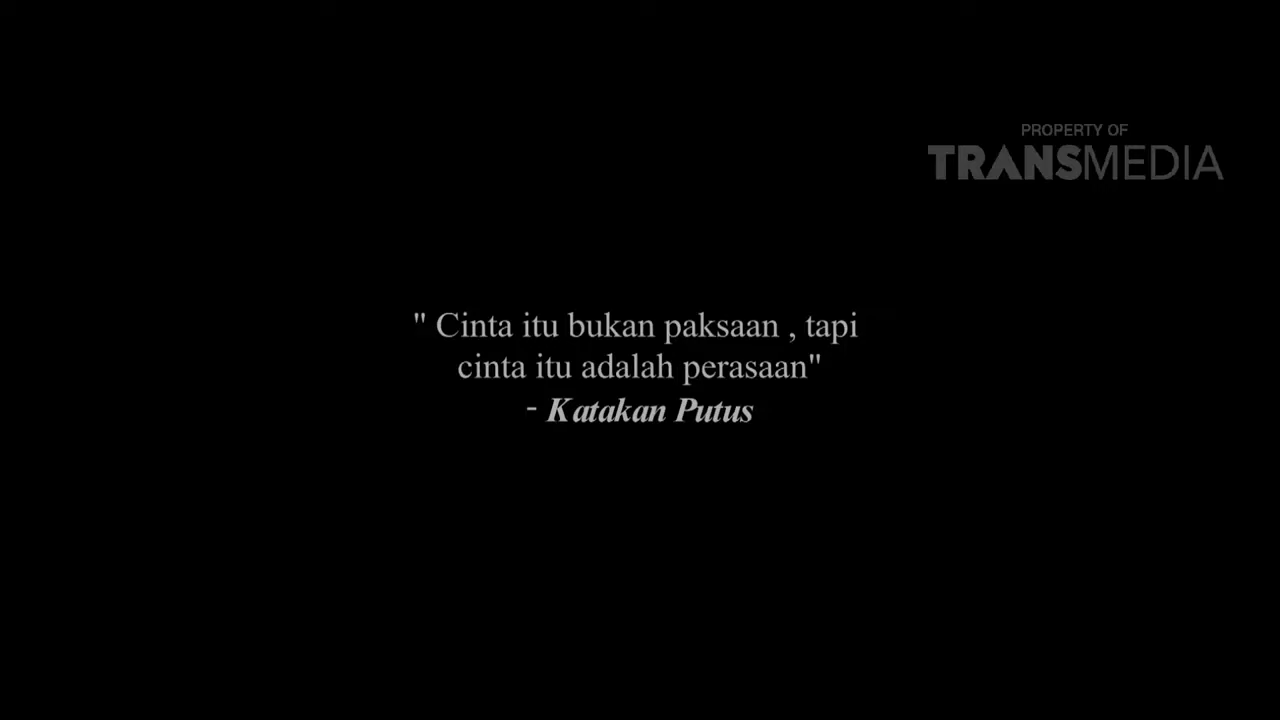 PROPERTY OF
TRANSMEDIA
" Cinta itu bukan paksaan , tapi
cinta itu adalah perasaan"
- Katakan Putus